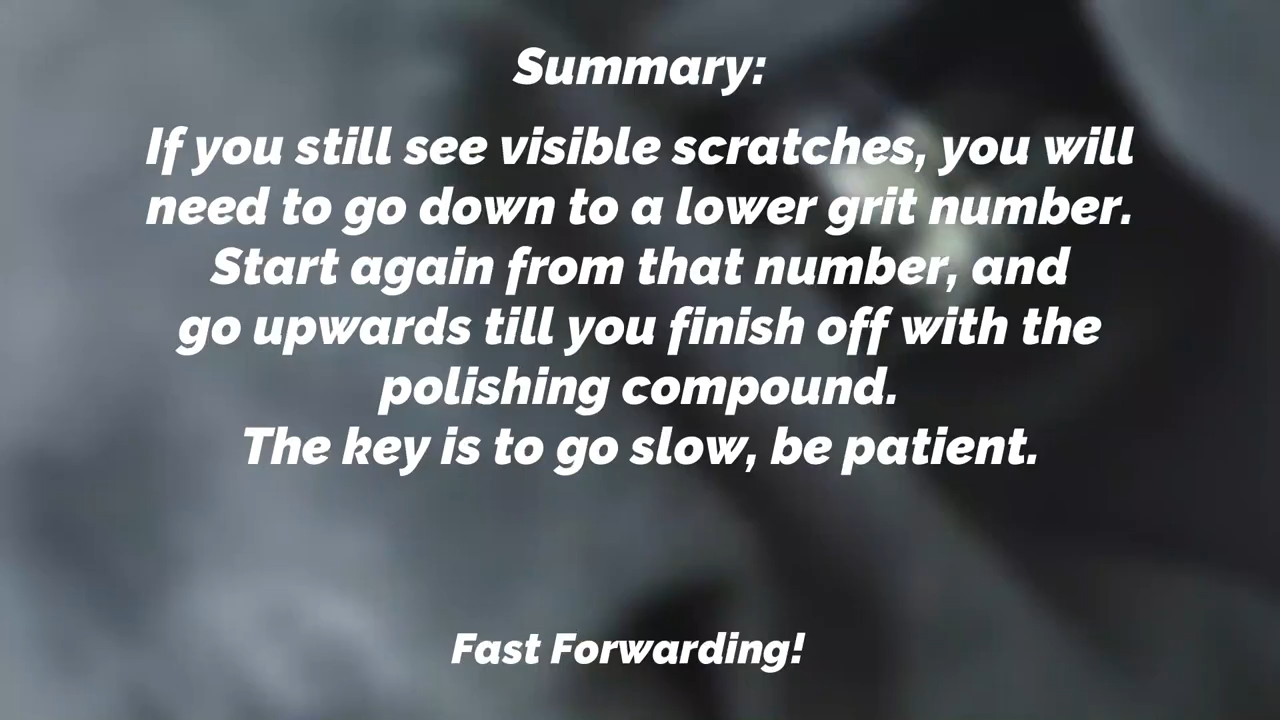 Summary:
If you still see visible scratches, you will
need to go down to a lower grit number.
Start again from that number, and
go upwards till you finish off with the
polishing compound.
The key is to go slow, be patient.
Fast Forwarding!